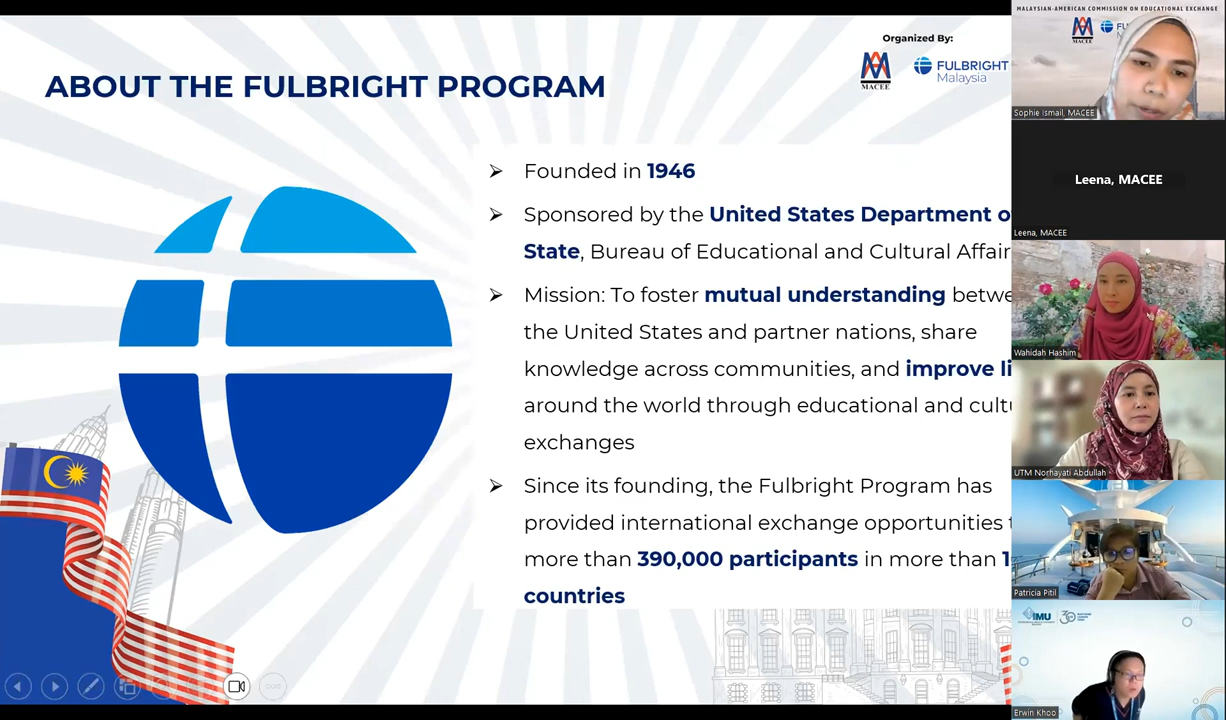 ABOUT THE FULBRIGHT PROGRAM
Organized By:
MACEE
FULBRIGHT
Malaysia
Founded in 1946
Sponsored by the United States Department o
State, Bureau of Educational and Cultural Affair
Mission: To foster mutual understanding betwe
the United States and partner nations, share
knowledge across communities, and improve li
around the world through educational and cultu
exchanges
Since its founding, the Fulbright Program has
provided international exchange opportunities
more than 390,000 participants in more than 1
countries
MALAYSIAN-AMERICAN COMMISSION ON EDUCATIONAL EXCHANGE
MACEE
Sophie Ismail, MACEE
Leena, MACEE
Leena, MACEE
Wahidah Hashim
UTM Norhayati Abdullah
Patricia Pitil
IMU
30
Erwin Khoo